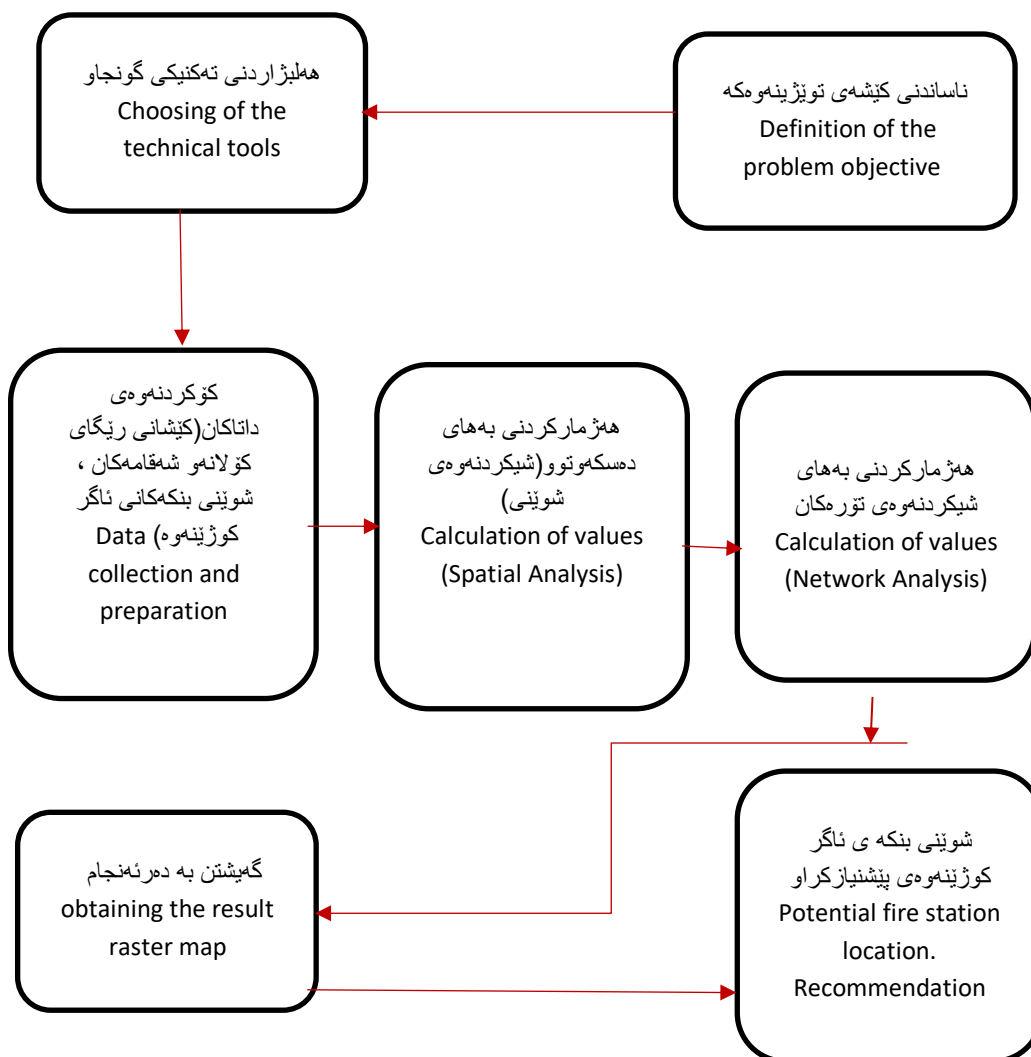 ناساندنی کێشەی توێژینەوەکە
Definition of the
problem objective
هەلبژاردنی تەکنیکی گونجاو
Choosing of the
technical tools
کۆکردنەوەی
داتاکان(کێشانی رێگای
کۆلانەو شەقامەکان ،
شوێنی بنکەکانی ئاگر
کوژێنەوە) Data
collection and
preparation
هەژمارکردنی بەهای
دەسکەوتوو(شیکردنەوەی
شوێنی)
Calculation of values
(Spatial Analysis)
هەژمارکردنی بەهای
شیکردنەوەی تۆرەکان
Calculation of values
(Network Analysis)
گەیشتن بە دەرئەنجام
obtaining the result
raster map
شوێنی بنکە ی ئاگر
کوژێنەوەی پێشنیازکراو
Potential fire station
location.
Recommendation